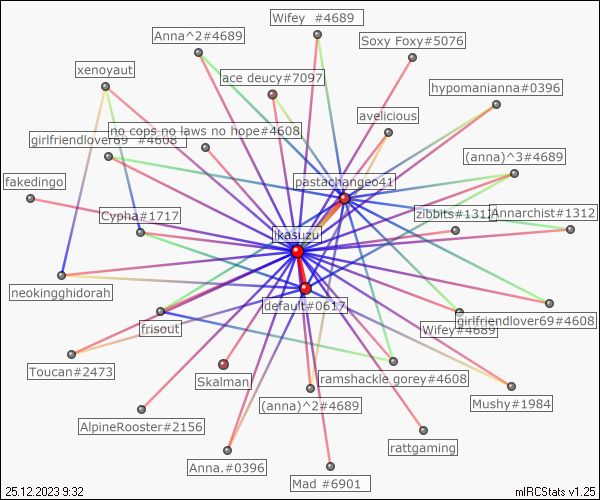 Wifey  #4689
Anna^2#4689
Soxy Foxy#5076
xenoyaut
ace deucy#7097
hypomanianna#0396
avelicious
no cops no laws no hope#4608
girlfriendlover69  #4608
(anna)^3#4689
fakedingo
pastachangeo41
Cypha#1717
zibbits#1312
Annarchist#1312
ikasuzu
neokingghidorah
default#0617
frisout
Wifey#4689
girlfriendlover69#4608
Toucan#2473
Skalman
ramshackle gorey#4608
(anna)^2#4689
Mushy#1984
AlpineRooster#2156
rattgaming
Anna.#0396
Mad #6901
25.12.2023 9:32
mIRCStats v1.25